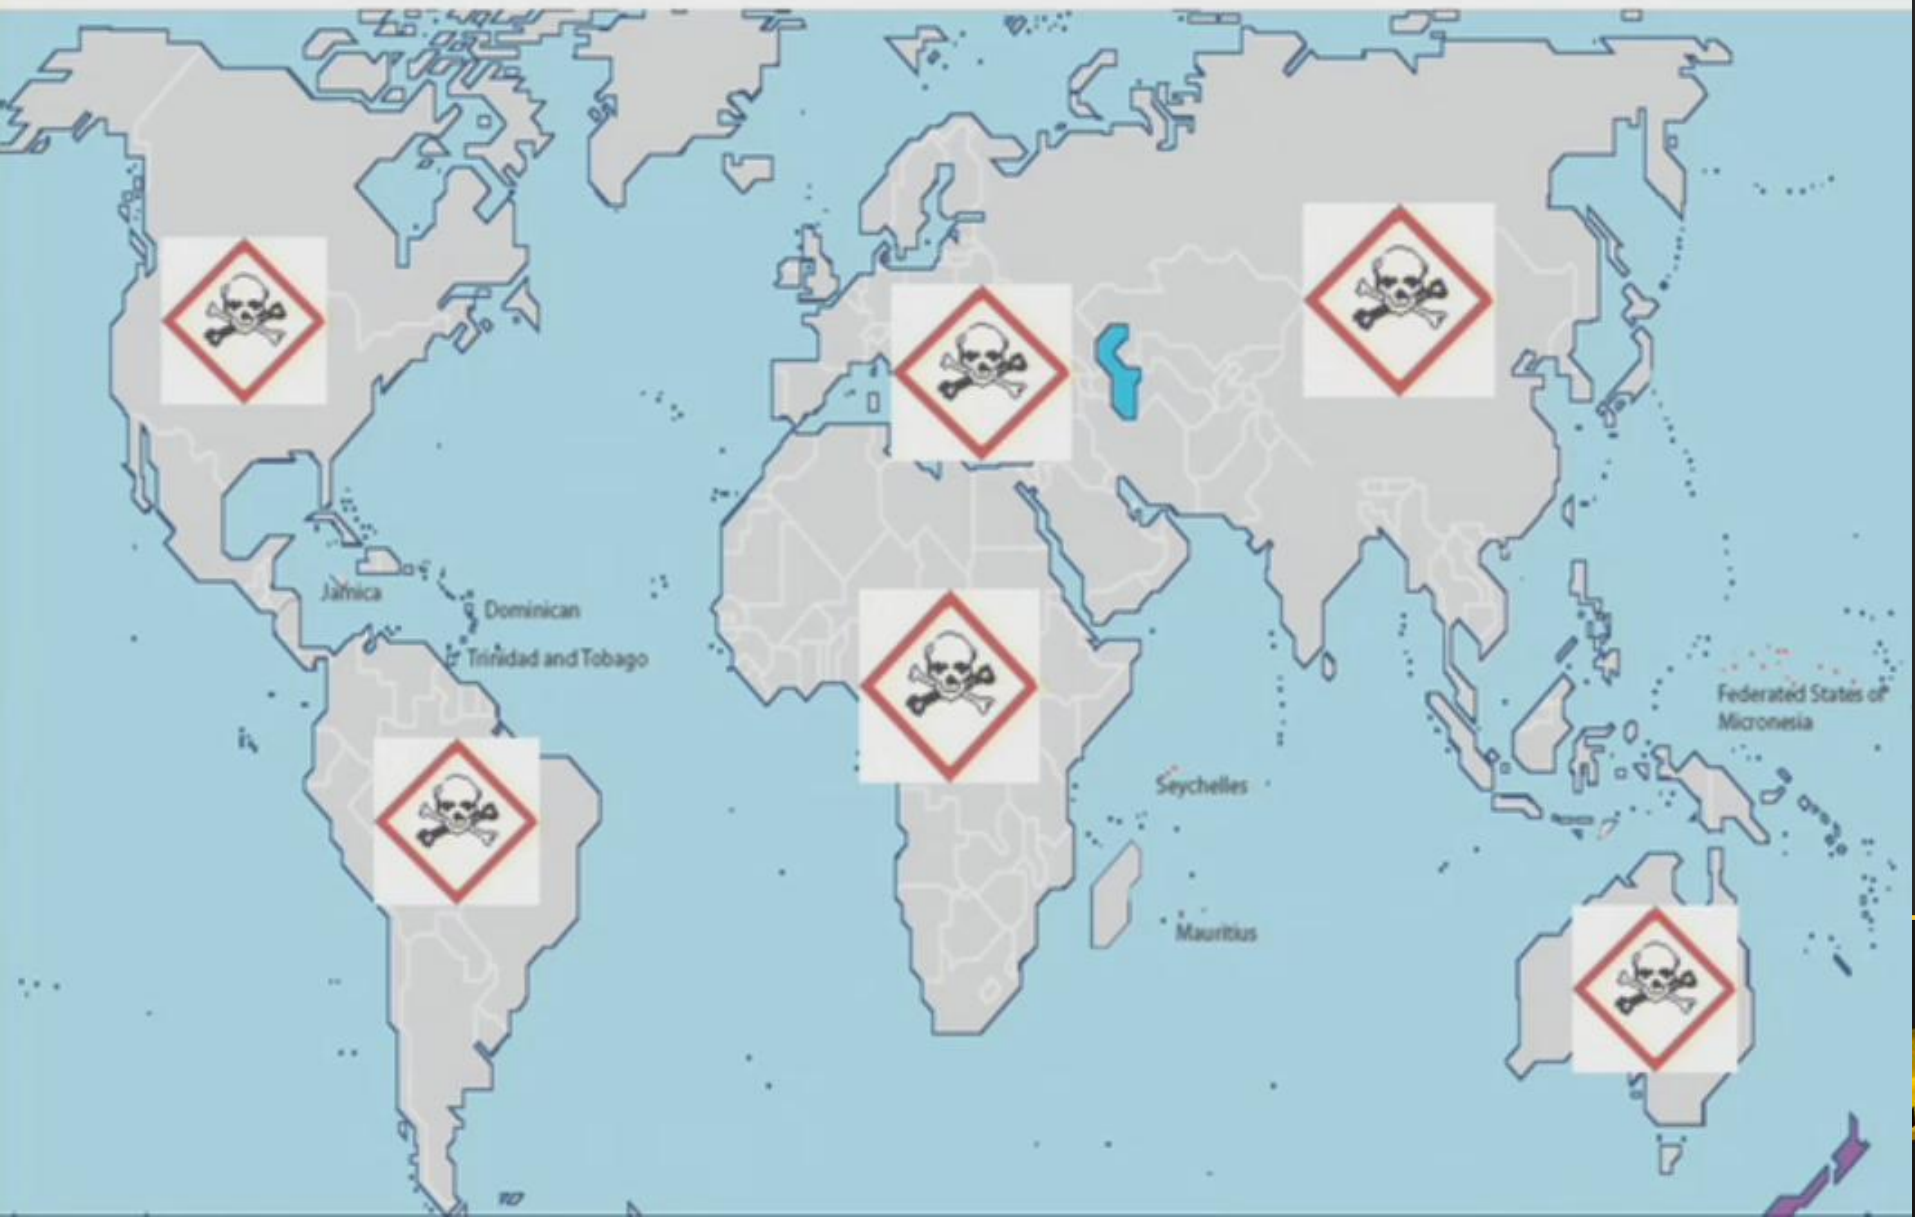 Jamica
Dominican
Trinidad and Tobago
Federated States of
Micronesia
Seychelles
Mauritius